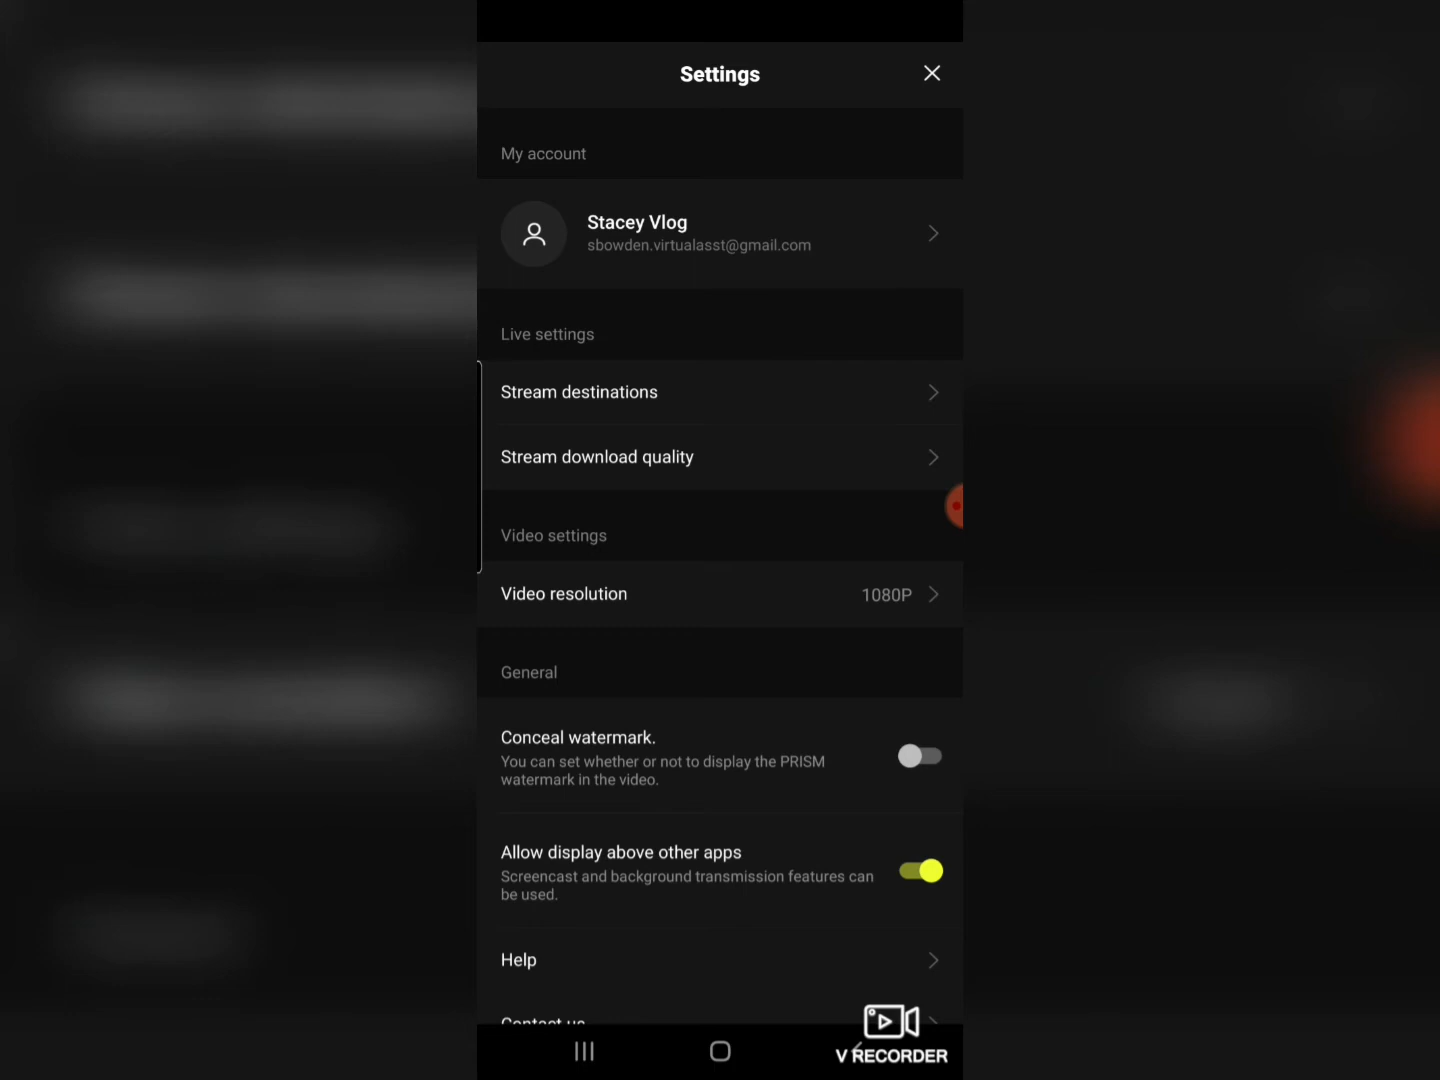 Settings
My account
Stacey Vlog
sbowden.virtualasst@gmail.com
Live settings
Stream destinations
Stream download quality
Video settings
Video resolution
1080P
General
Conceal watermark.
You can set whether or not to display the PRISM
watermark in the video.
Allow display above other apps
Screencast and background transmission features can
be used.
Help
Contact us
V RECORDER